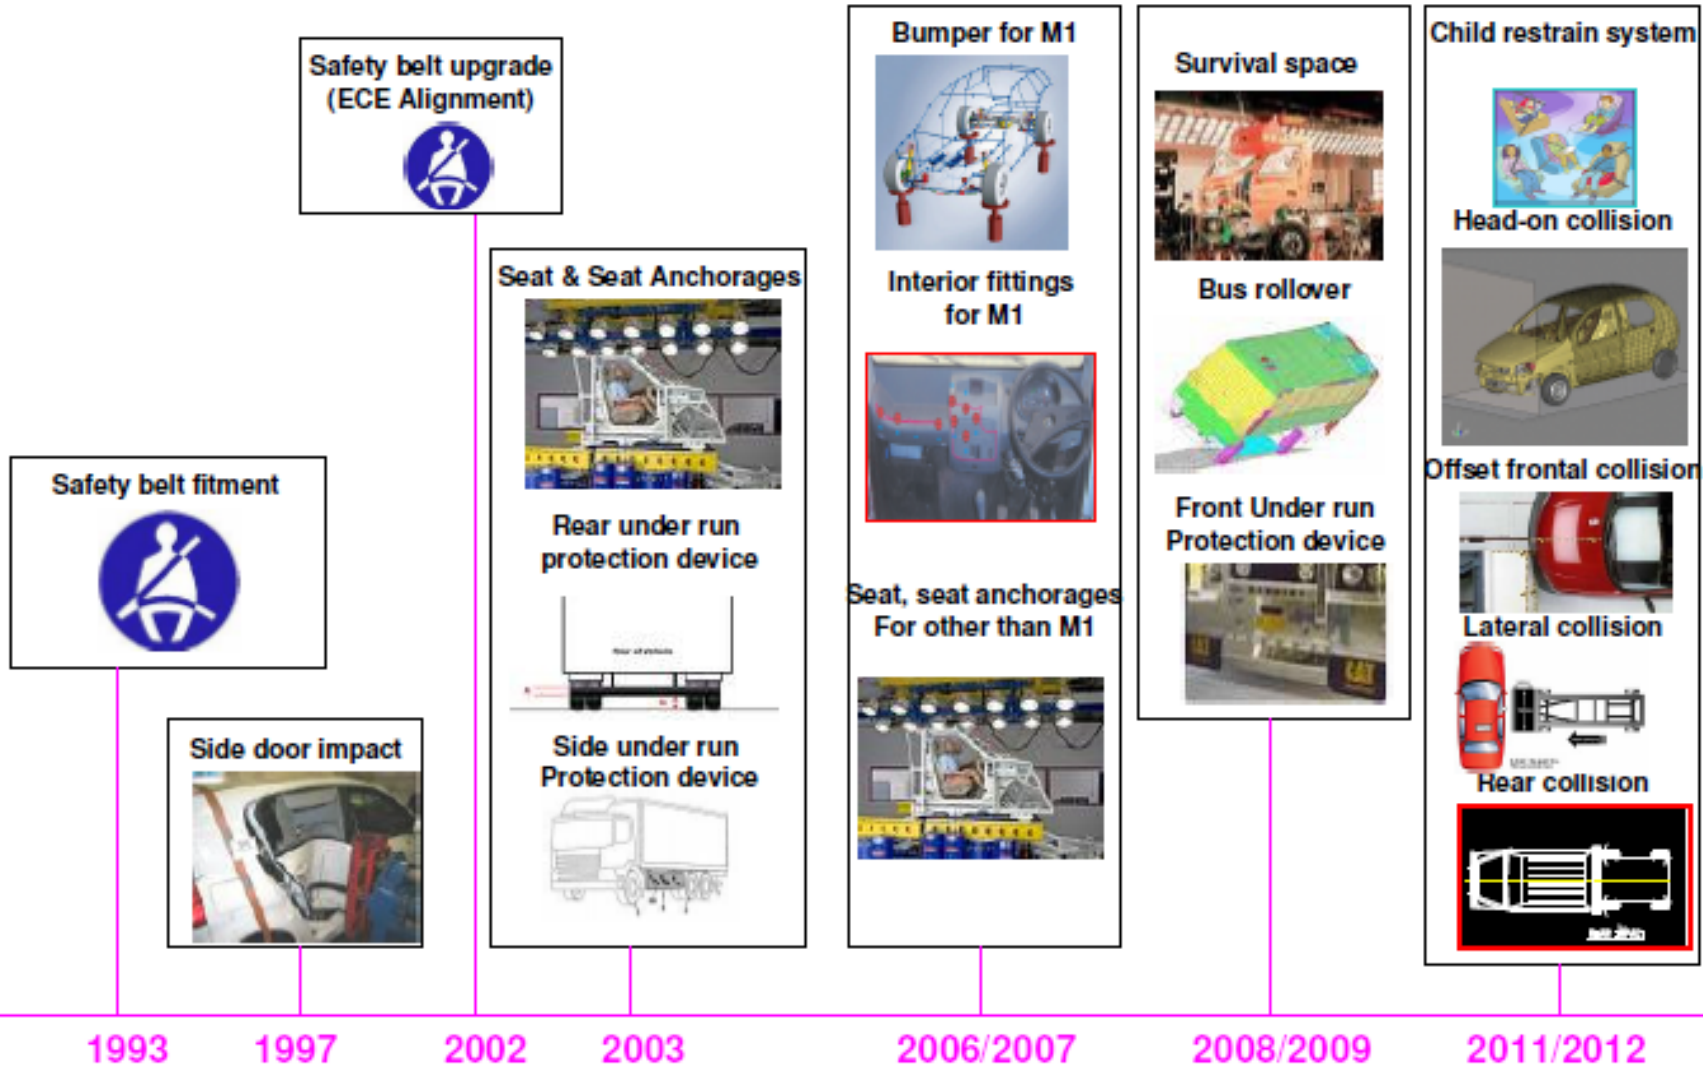 Safety belt fitment
Side door impact
Safety belt upgrade
(ECE Alignment)
Seat & Seat Anchorages
Rear under run
protection device
Side under run
Protection device
Bumper for M1
Interior fittings
for M1
Seat, seat anchorages
For other than M1
Survival space
Bus rollover
Front Under run
Protection device
CAT
CAT
Child restrain system
Head-on collision
Offset frontal collision
Lateral collision
Rear collision
1993
1997
2002
2003
2006/2007
2008/2009
2011/2012